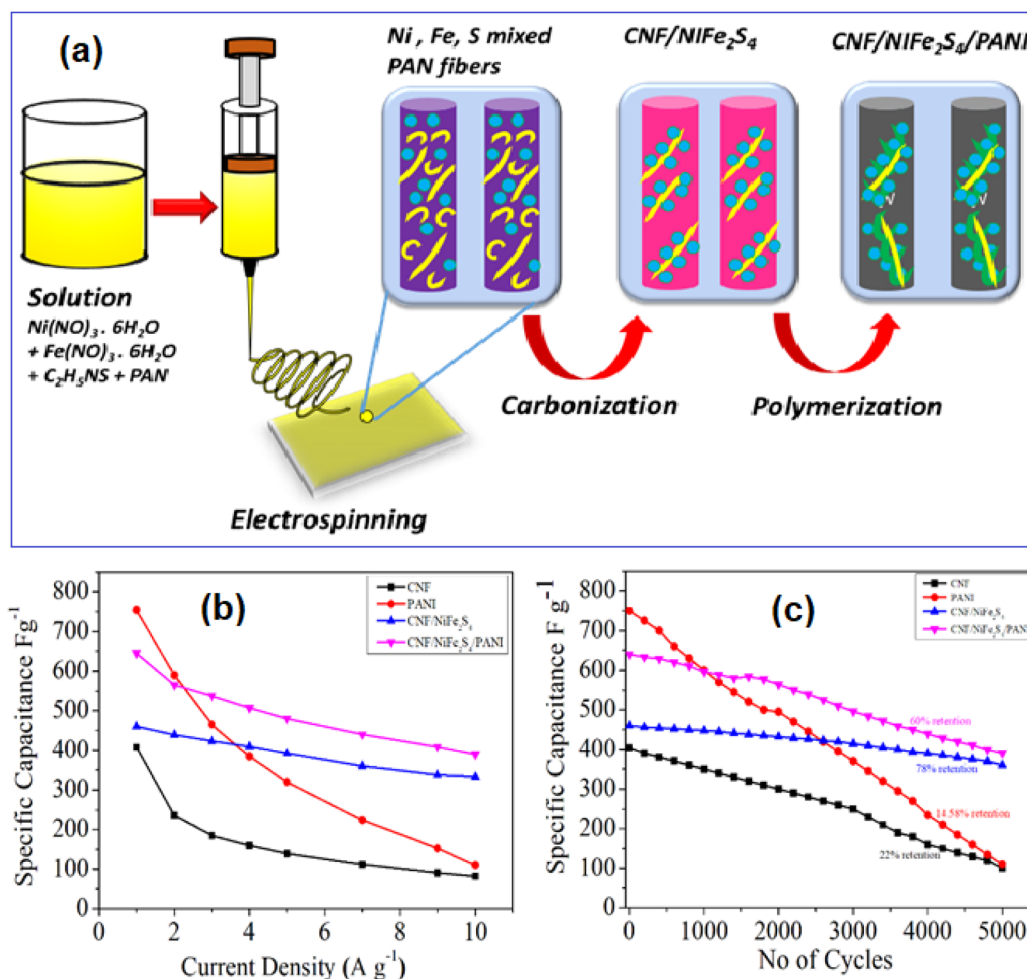 (a)
Ni , Fe, S mixed
PAN fibers
CNF/NiFe2S4
CNF/NiFe2S4/PANI
√
√
Solution
Ni(NO)3 . 6H2O
+ Fe(NO)3 . 6H2O
+ C2H5NS + PAN
Carbonization
Polymerization
Electrospinning
(b)
CNF
PANI
CNF/NiFe2S4
CNF/NiFe2S4/PANI
Specific Capacitance Fg-1
800
700
600
500
400
300
200
100
0
0 2 4 6 8 10
Current Density (A g-1)
(c)
CNF
PANI
CNF/NiFe2S4
CNF/NiFe2S4/PANI
Specific Capacitance F g-1
800
700
600
500
400
300
200
100
0
60% retention
78% retention
14.58% retention
22% retention
0 1000 2000 3000 4000 5000
No of Cycles